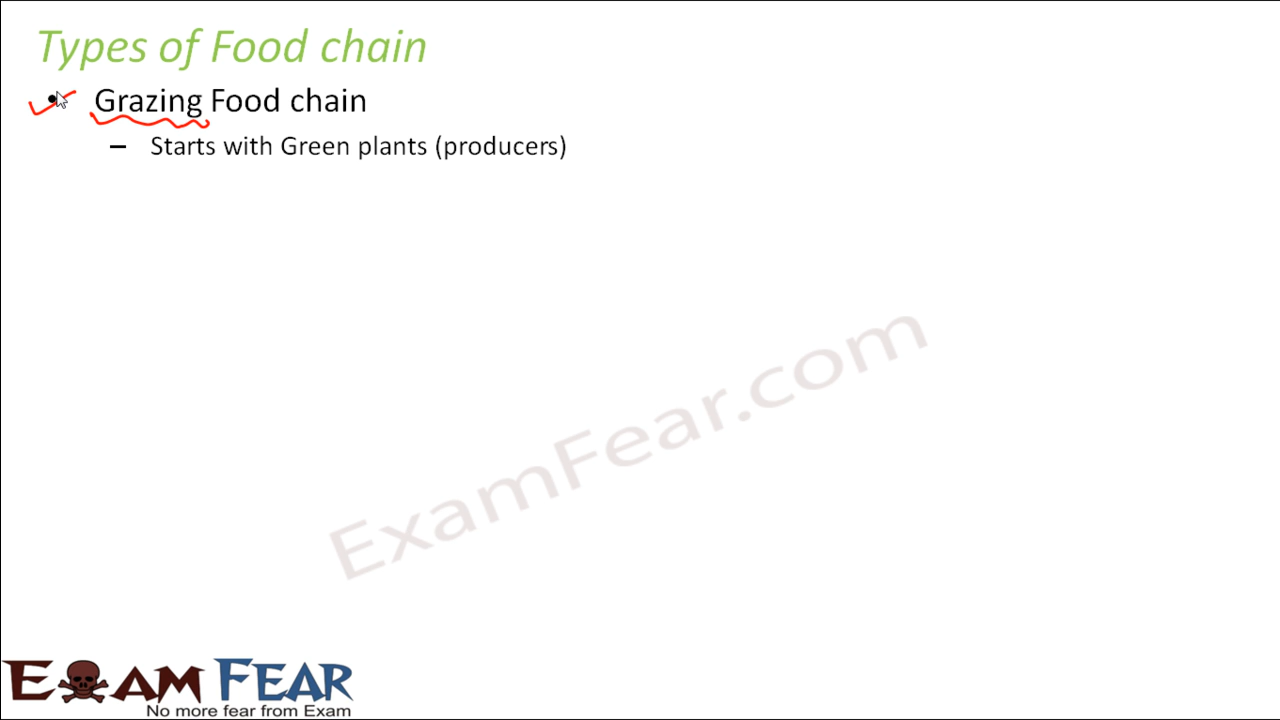 Types of Food chain
• Grazing Food chain
– Starts with Green plants (producers)
ExamFear.com
EXAM FEAR
No more fear from Exam